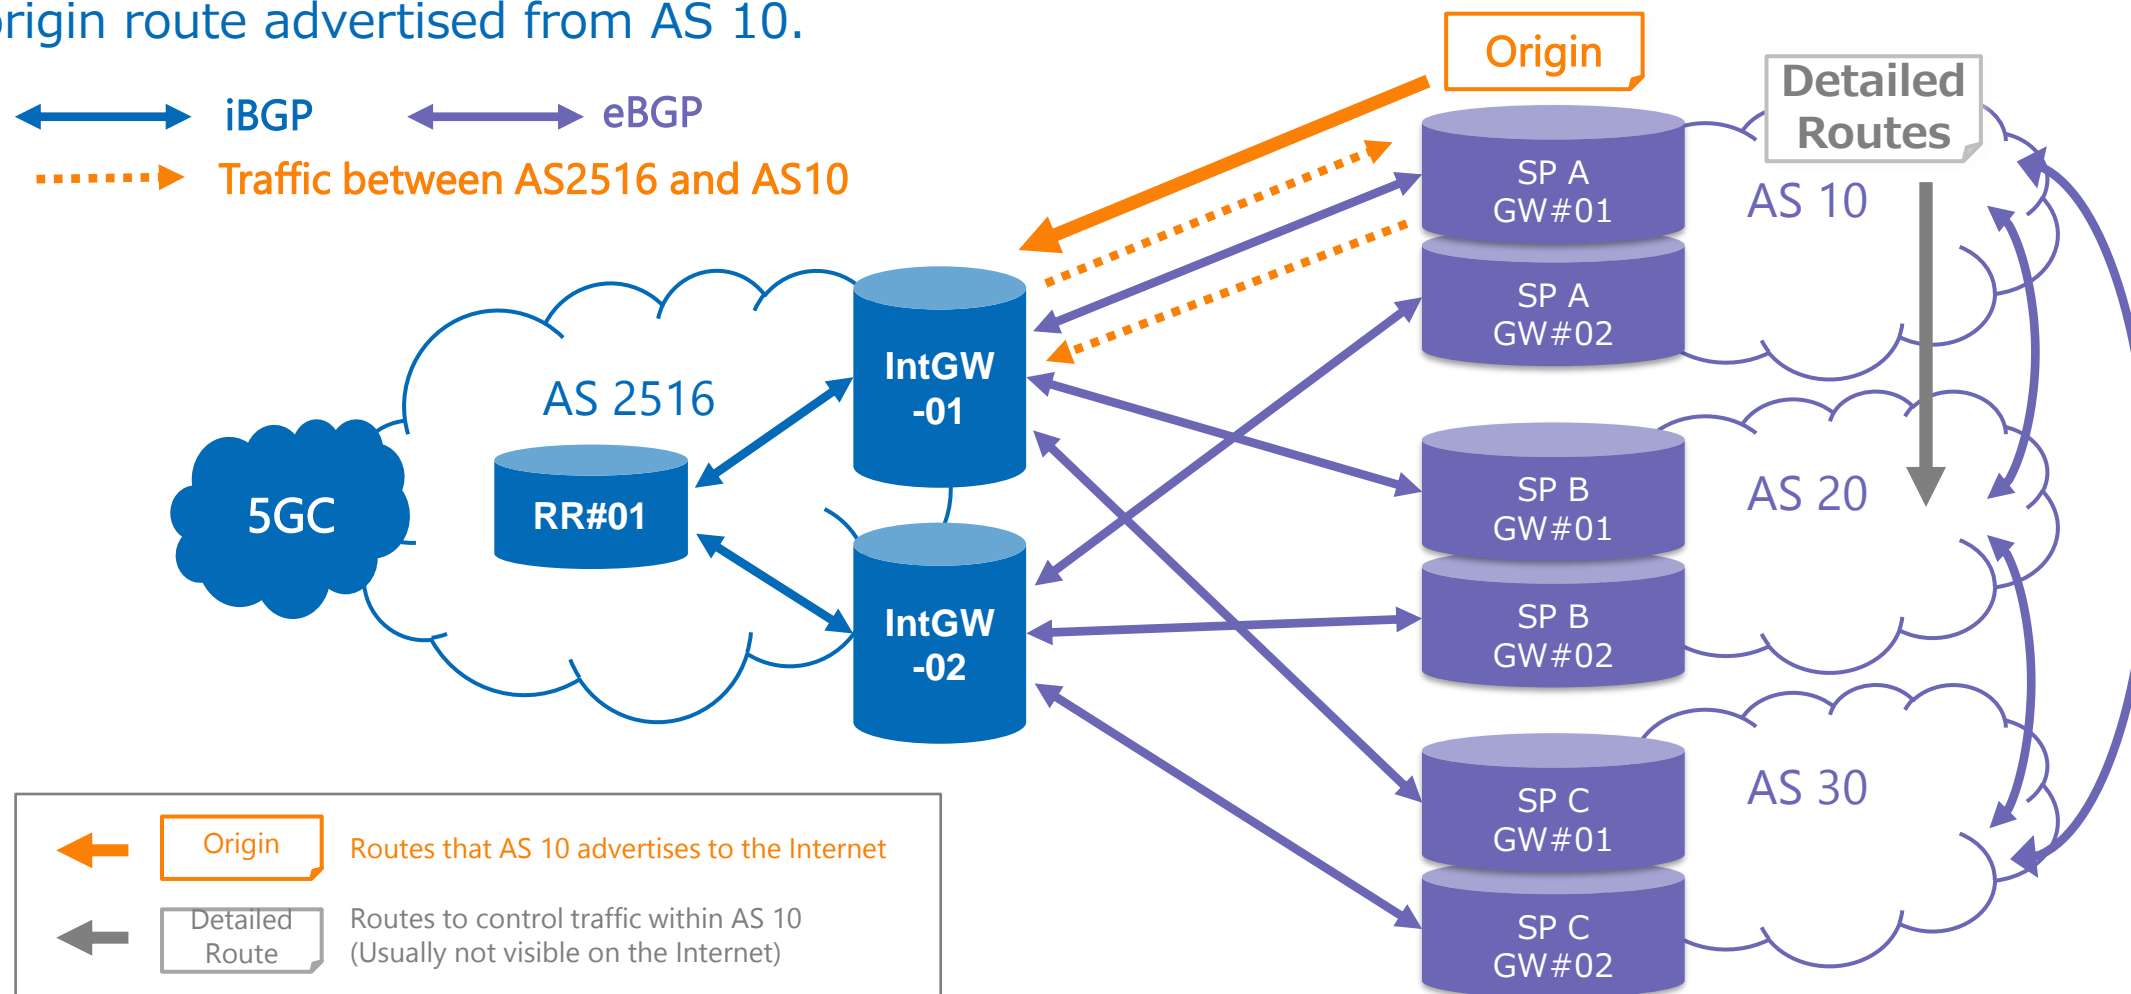 origin route advertised from AS 10.
iBGP
eBGP
Traffic between AS2516 and AS10
Origin
Detailed
Routes
SP A
GW#01
AS 10
SP A
GW#02
IntGW
-01
AS 2516
5GC
RR#01
SP B
GW#01
AS 20
SP B
GW#02
IntGW
-02
SP C
GW#01
AS 30
SP C
GW#02
Origin
Routes that AS 10 advertises to the Internet
Detailed
Route
Routes to control traffic within AS 10
(Usually not visible on the Internet)